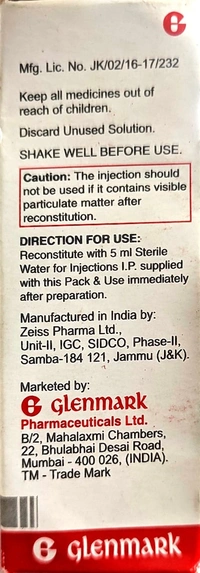 G
Mfg. Lic. No. JK/02/16-17/232
Keep all medicines out of
reach of children.
Discard Unused Solution.
SHAKE WELL BEFORE USE.
Caution: The injection should
not be used if it contains visible
particulate matter after
reconstitution.
DIRECTION FOR USE:
Reconstitute with 5 ml Sterile
Water for Injections I.P. supplied
with this Pack & Use immediately
after preparation.
Manufactured in India by:
Zeiss Pharma Ltd.,
Unit-II, IGC, SIDCO, Phase-II,
Samba-184 121, Jammu (J&K).
Marketed by:
G glenmark
Pharmaceuticals Ltd.
B/2, Mahalaxmi Chambers,
22, Bhulabhai Desai Road,
Mumbai - 400 026, (INDIA).
TM - Trade Mark
G glenmark